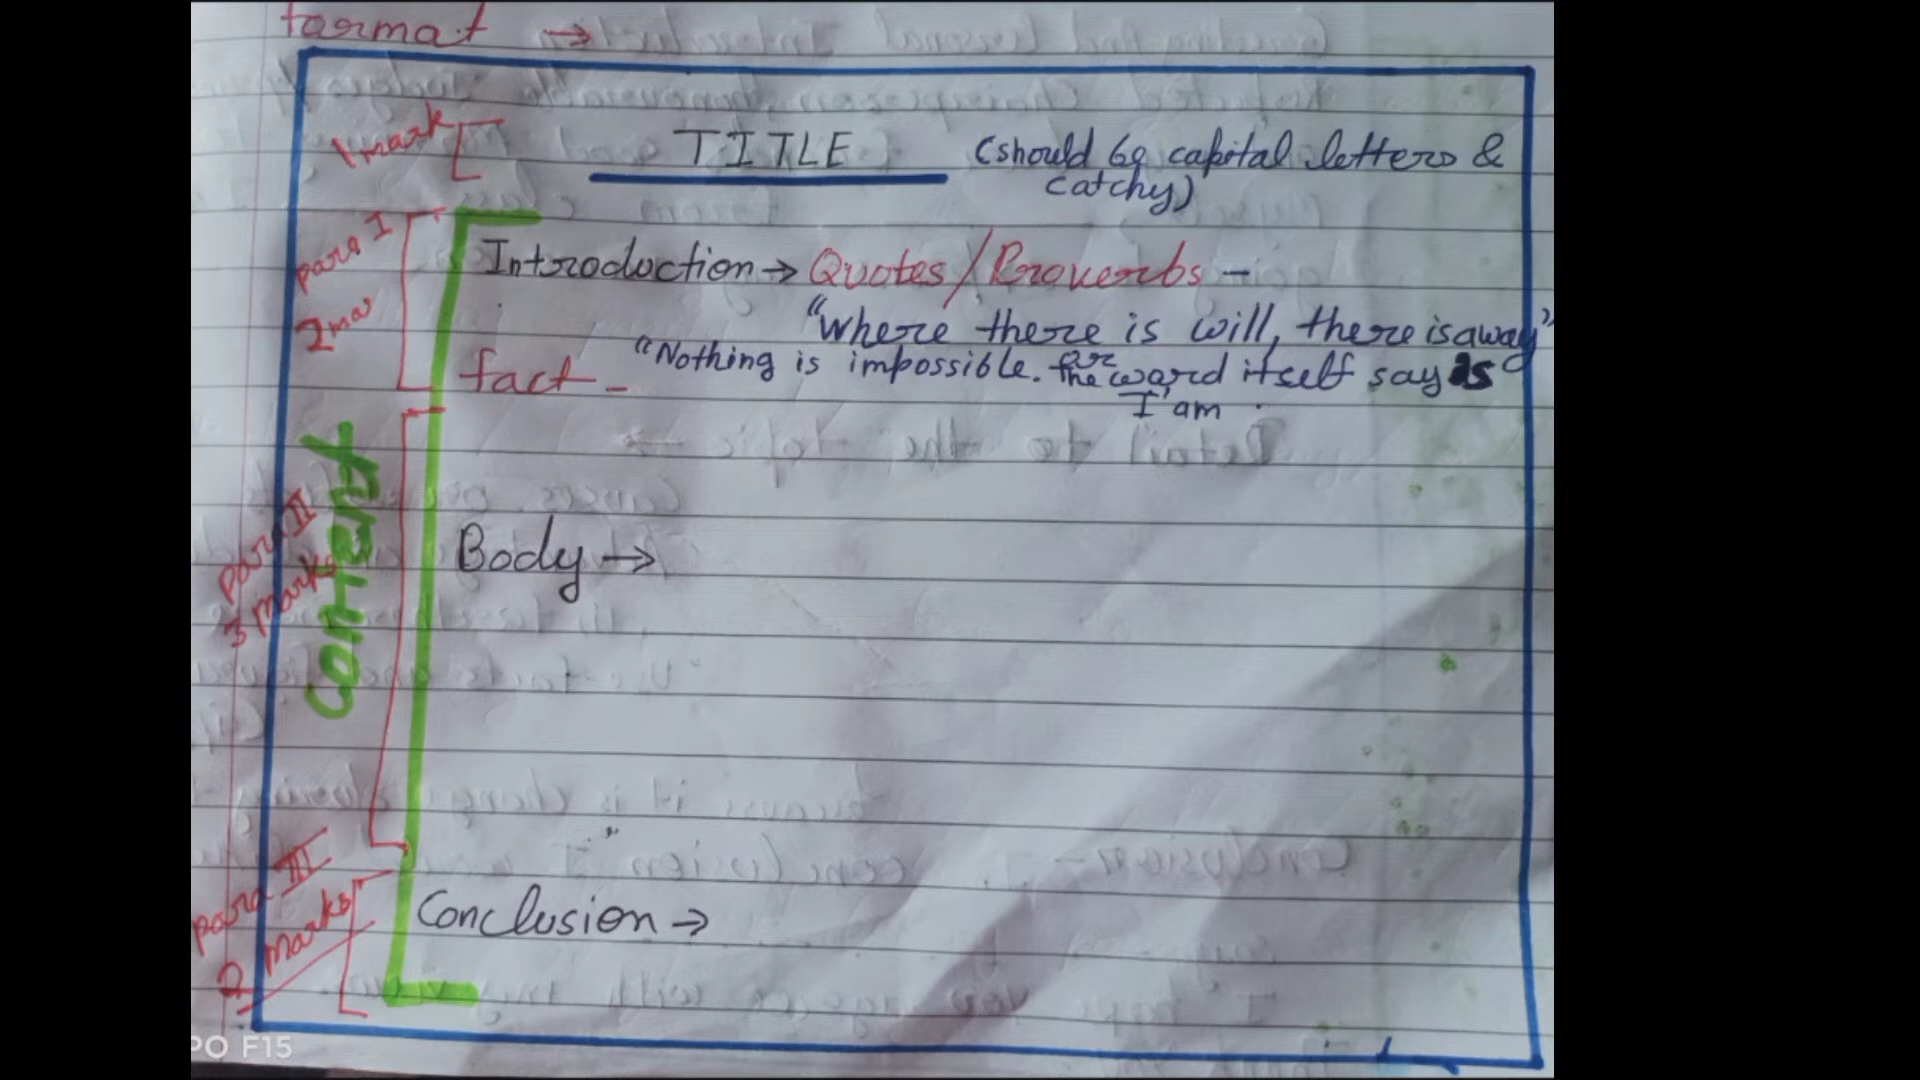 format →
1 mark
TITLE (should be capital letters &
catchy)
para I
2 mar
Introduction → Quotes/Proverbs -
"where there is will, there is a way"
fact - "Nothing is impossible. the word itself say is
I'am
CONTENT
para II
3 marks
Body →
para III
2 marks
Conclusion →
PO F15